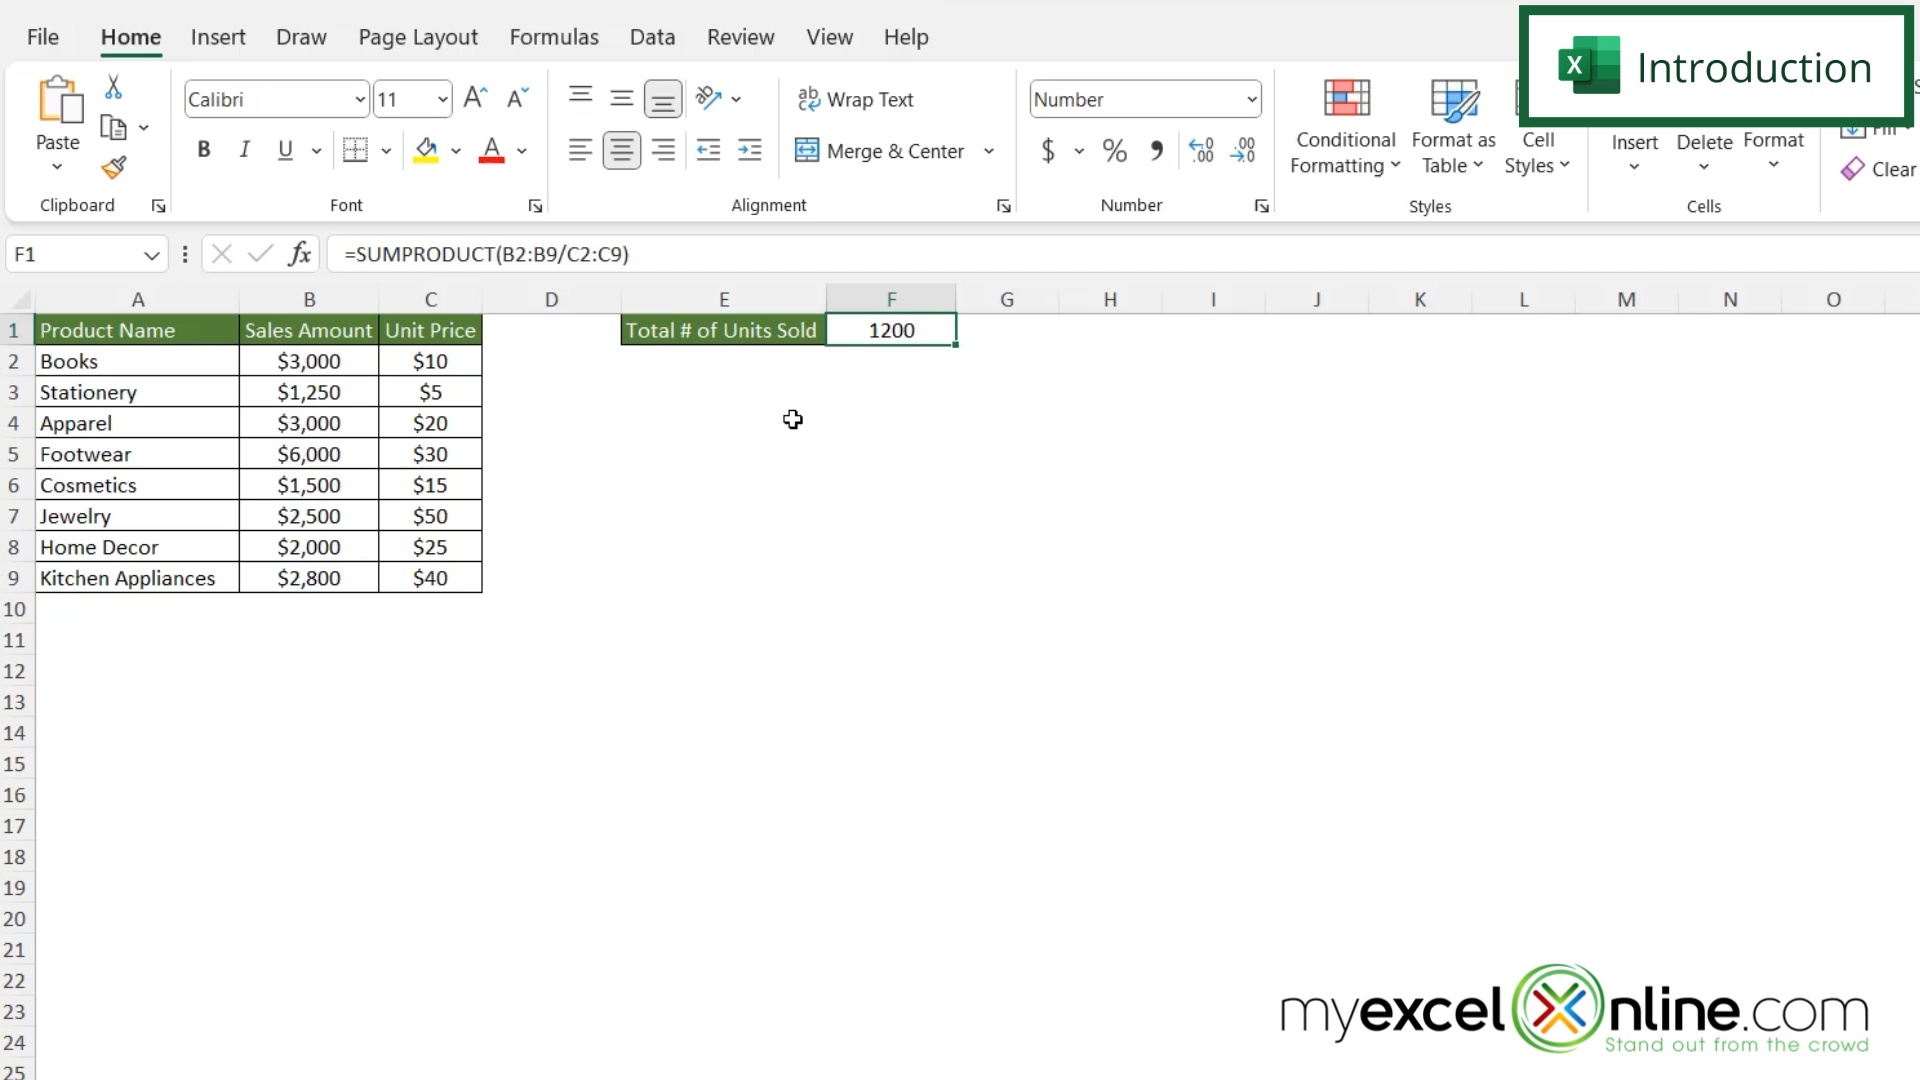 File Home Insert Draw Page Layout Formulas Data Review View Help
X Introduction
Paste
Calibri 11
B I U
ab Wrap Text
Merge & Center
Number
$ % 9 .00 .00
Conditional Formatting
Format as Table
Cell Styles
Insert Delete Format
Clear
Clipboard Font Alignment Number Styles Cells
F1 fx =SUMPRODUCT(B2:B9/C2:C9)
A B C D E F G H I J K L M N O
1 Product Name Sales Amount Unit Price Total # of Units Sold 1200
2 Books $3,000 $10
3 Stationery $1,250 $5
4 Apparel $3,000 $20
5 Footwear $6,000 $30
6 Cosmetics $1,500 $15
7 Jewelry $2,500 $50
8 Home Decor $2,000 $25
9 Kitchen Appliances $2,800 $40
10
11
12
13
14
15
16
17
18
19
20
21
22
23
24
25
myexcelOnline.com
Stand out from the crowd